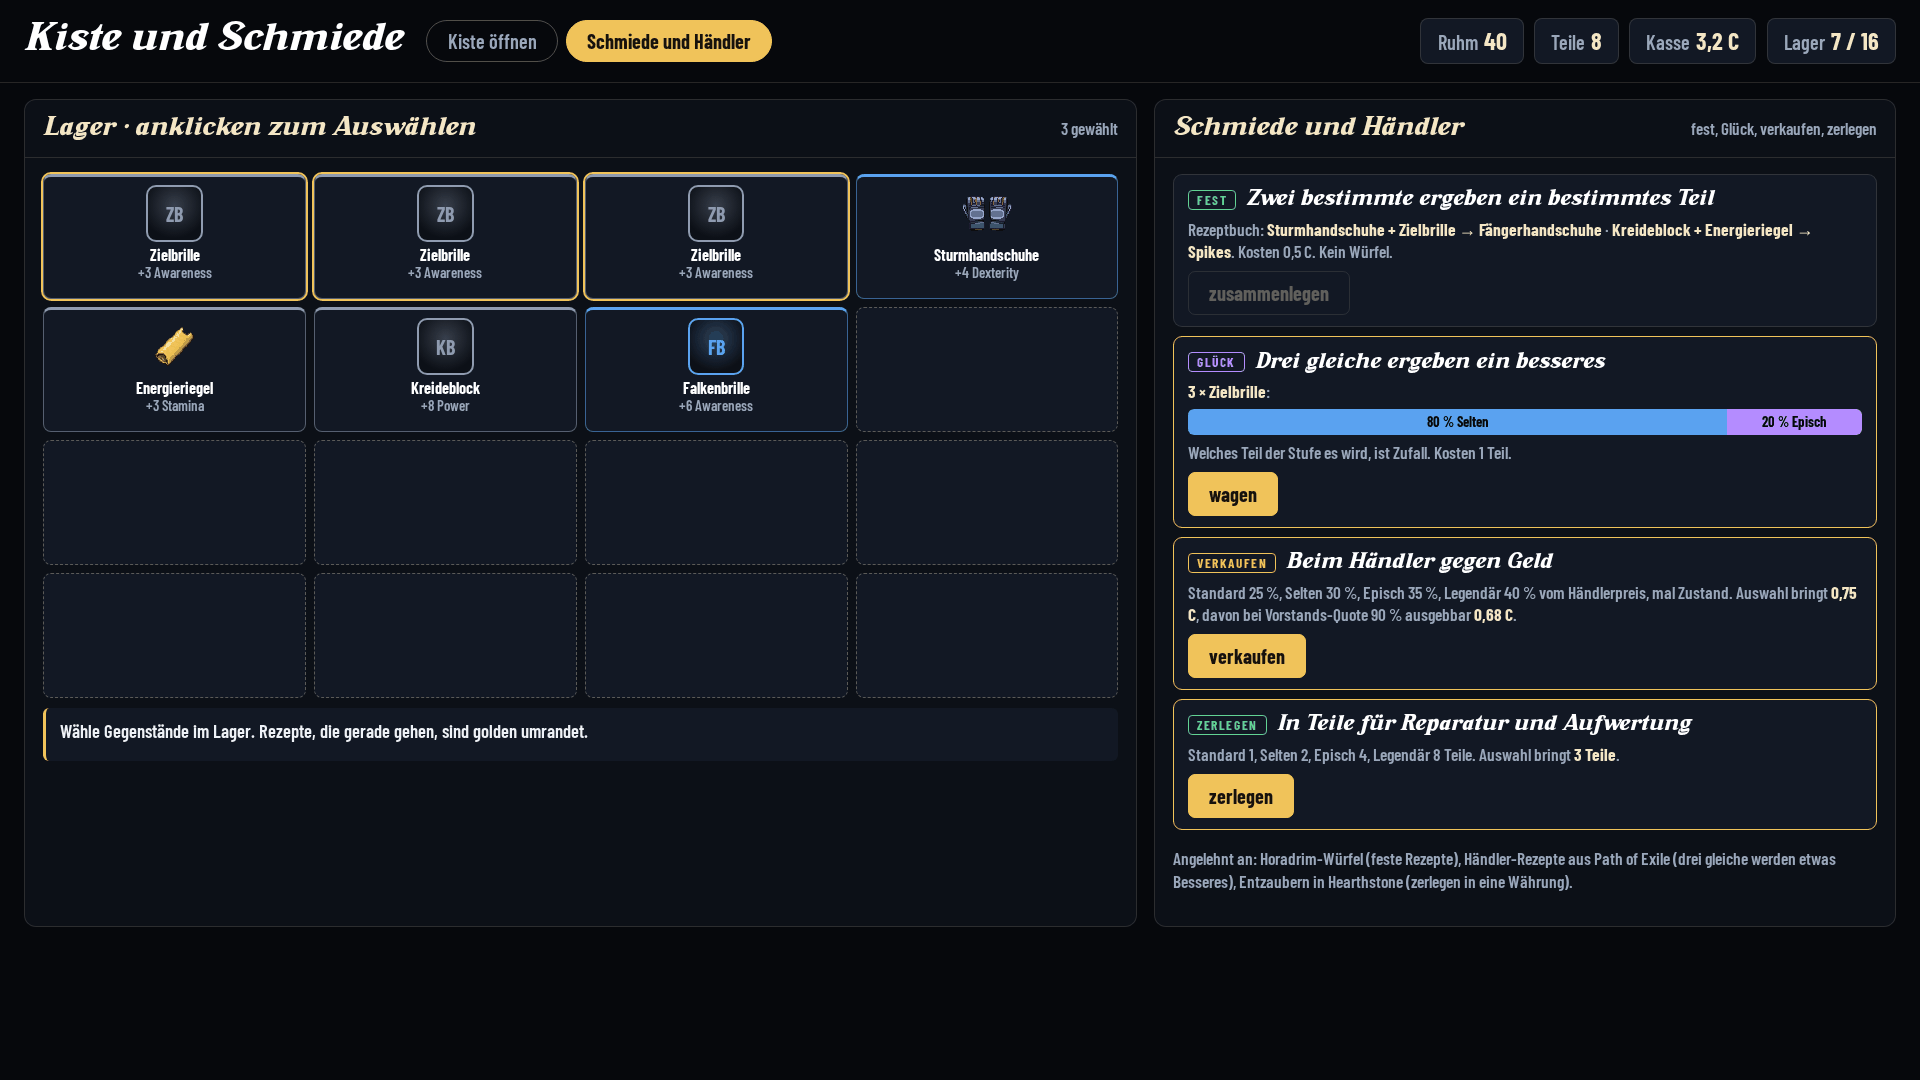 Kiste und Schmiede
Kiste öffnen
Schmiede und Händler
Ruhm 40
Teile 8
Kasse 3,2 C
Lager 7 / 16
Lager · anklicken zum Auswählen
3 gewählt
ZB
Zielbrille
+3 Awareness
ZB
Zielbrille
+3 Awareness
ZB
Zielbrille
+3 Awareness
Sturmhandschuhe
+4 Dexterity
Energieriegel
+3 Stamina
KB
Kreideblock
+8 Power
FB
Falkenbrille
+6 Awareness
Wähle Gegenstände im Lager. Rezepte, die gerade gehen, sind golden umrandet.
Schmiede und Händler
fest, Glück, verkaufen, zerlegen
FEST
Zwei bestimmte ergeben ein bestimmtes Teil
Rezeptbuch: Sturmhandschuhe + Zielbrille → Fängerhandschuhe · Kreideblock + Energieriegel →
Spikes. Kosten 0,5 C. Kein Würfel.
zusammenlegen
GLÜCK
Drei gleiche ergeben ein besseres
3 × Zielbrille:
80 % Selten
20 % Episch
Welches Teil der Stufe es wird, ist Zufall. Kosten 1 Teil.
wagen
VERKAUFEN
Beim Händler gegen Geld
Standard 25 %, Selten 30 %, Episch 35 %, Legendär 40 % vom Händlerpreis, mal Zustand. Auswahl bringt 0,75
C, davon bei Vorstands-Quote 90 % ausgebbar 0,68 C.
verkaufen
ZERLEGEN
In Teile für Reparatur und Aufwertung
Standard 1, Selten 2, Episch 4, Legendär 8 Teile. Auswahl bringt 3 Teile.
zerlegen
Angelehnt an: Horadrim-Würfel (feste Rezepte), Händler-Rezepte aus Path of Exile (drei gleiche werden etwas
Besseres), Entzaubern in Hearthstone (zerlegen in eine Währung).